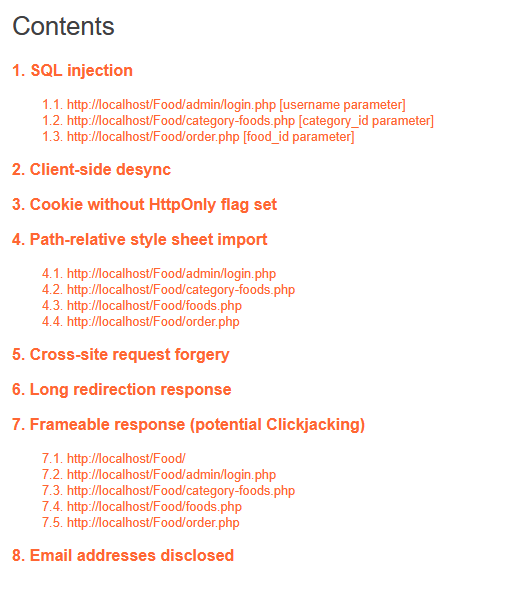 Contents
1. SQL injection
1.1. http://localhost/Food/admin/login.php [username parameter]
1.2. http://localhost/Food/category-foods.php [category_id parameter]
1.3. http://localhost/Food/order.php [food_id parameter]
2. Client-side desync
3. Cookie without HttpOnly flag set
4. Path-relative style sheet import
4.1. http://localhost/Food/admin/login.php
4.2. http://localhost/Food/category-foods.php
4.3. http://localhost/Food/foods.php
4.4. http://localhost/Food/order.php
5. Cross-site request forgery
6. Long redirection response
7. Frameable response (potential Clickjacking)
7.1. http://localhost/Food/
7.2. http://localhost/Food/admin/login.php
7.3. http://localhost/Food/category-foods.php
7.4. http://localhost/Food/foods.php
7.5. http://localhost/Food/order.php
8. Email addresses disclosed